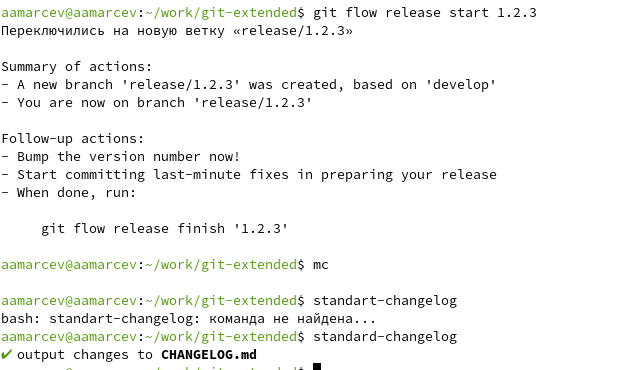 aamarcev@aamarcev:~/work/git-extended$ git flow release start 1.2.3
Переключились на новую ветку «release/1.2.3»
Summary of actions:
- A new branch 'release/1.2.3' was created, based on 'develop'
- You are now on branch 'release/1.2.3'
Follow-up actions:
- Bump the version number now!
- Start committing last-minute fixes in preparing your release
- When done, run:
git flow release finish '1.2.3'
aamarcev@aamarcev:~/work/git-extended$ mc
aamarcev@aamarcev:~/work/git-extended$ standart-changelog
bash: standart-changelog: команда не найдена...
aamarcev@aamarcev:~/work/git-extended$ standard-changelog
✔ output changes to CHANGELOG.md